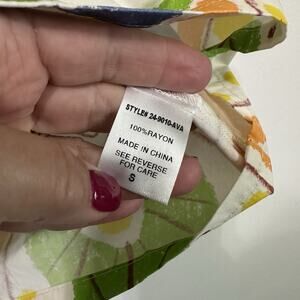 STYLE# 24-9010-AVA
100%RAYON
MADE IN CHINA
SEE REVERSE
FOR CARE
S